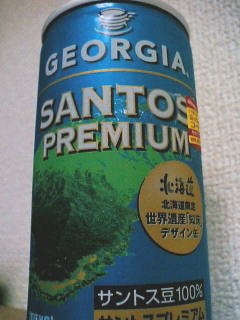 GEORGIA
SANTOS
PREMIUM
北海道
北海道限定
世界遺産「知床」
デザイン缶
サントス豆100%
サントスプレミアム